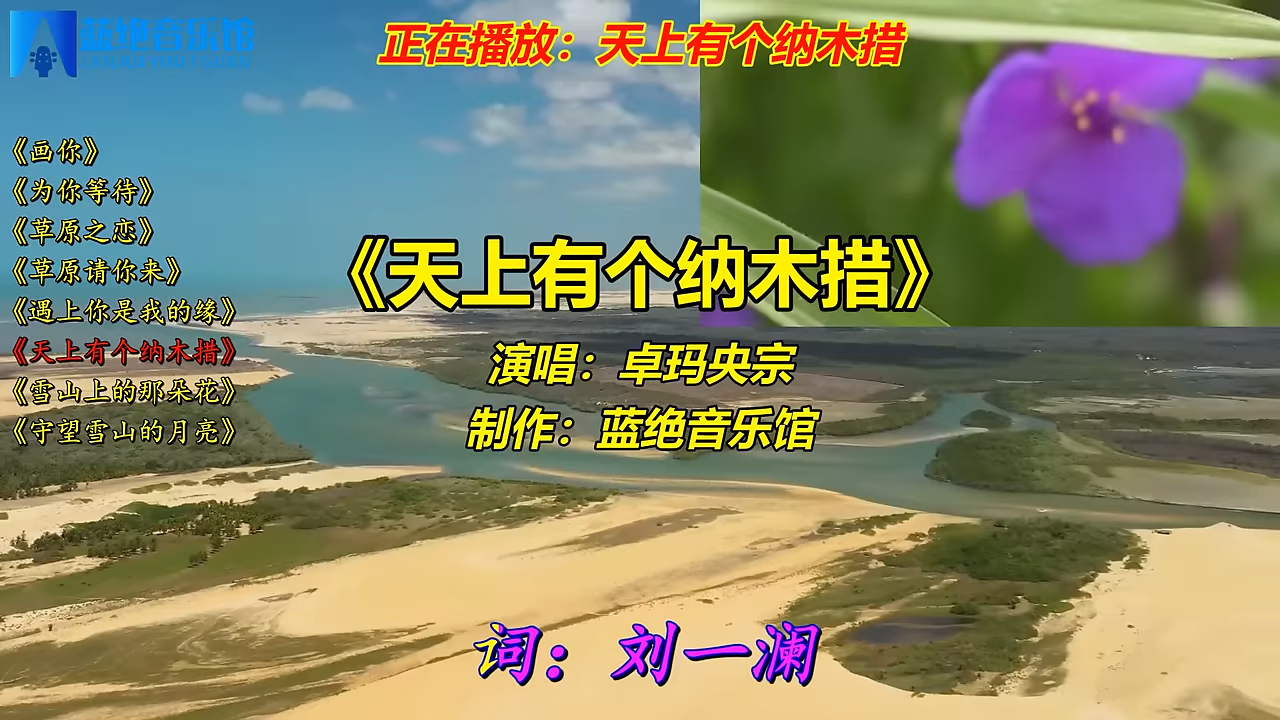 蓝绝音乐馆
正在播放：天上有个纳木措
《画你》
《为你等待》
《草原之恋》
《草原请你来》
《遇上你是我的缘》
《天上有个纳木措》
《雪山上的那朵花》
《守望雪山的月亮》
《天上有个纳木措》
演唱：卓玛央宗
制作：蓝绝音乐馆
词：刘一澜